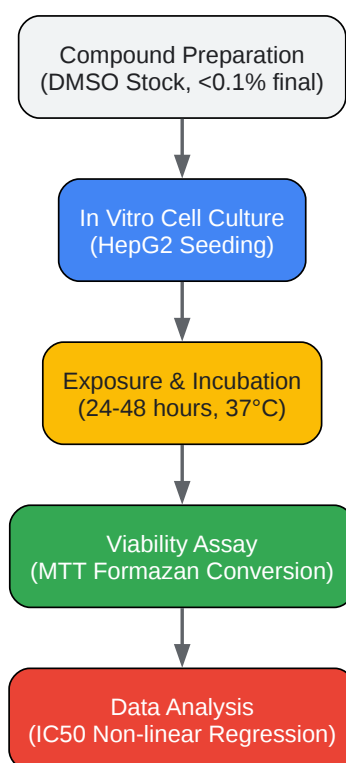 Compound Preparation
(DMSO Stock, <0.1% final)
In Vitro Cell Culture
(HepG2 Seeding)
Exposure & Incubation
(24-48 hours, 37°C)
Viability Assay
(MTT Formazan Conversion)
Data Analysis
(IC50 Non-linear Regression)